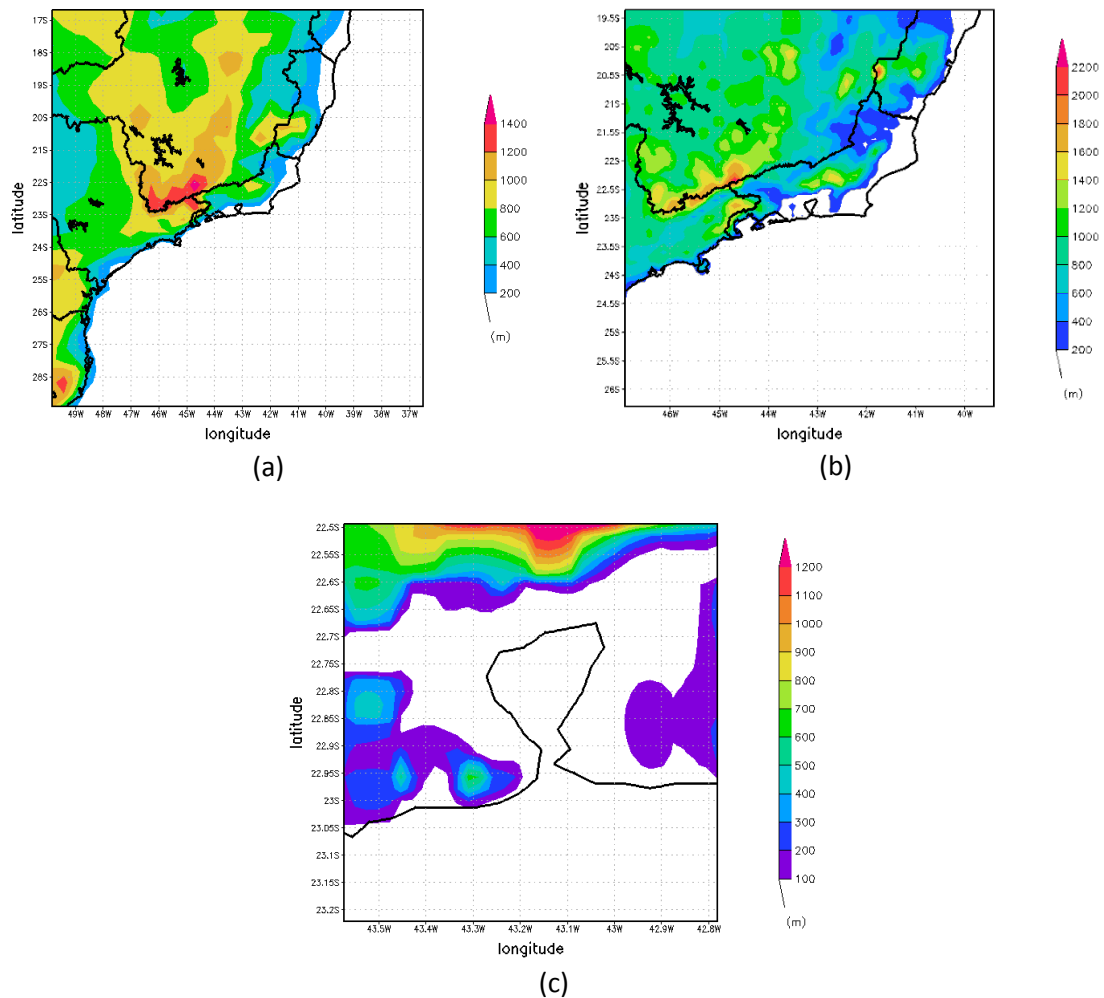 17S
18S
19S
20S
21S
22S
23S
24S
25S
26S
27S
28S
latitude
49W 48W 47W 46W 45W 44W 43W 42W 41W 40W 39W 38W 37W
longitude
1400
1200
1000
800
600
400
200
(m)
(a)
19.5S
20S
20.5S
21S
21.5S
22S
22.5S
23S
23.5S
24S
24.5S
25S
25.5S
26S
latitude
46W 45W 44W 43W 42W 41W 40W
longitude
2200
2000
1800
1600
1400
1200
1000
800
600
400
200
(m)
(b)
22.5S
22.55S
22.6S
22.65S
22.7S
22.75S
22.8S
22.85S
22.9S
22.95S
23S
23.05S
23.1S
23.15S
23.2S
latitude
43.5W 43.4W 43.3W 43.2W 43.1W 43W 42.9W 42.8W
longitude
1200
1100
1000
900
800
700
600
500
400
300
200
100
(m)
(c)